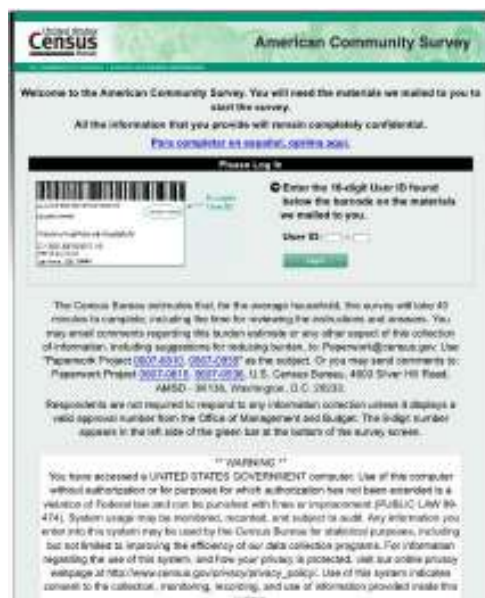 United States
Census
Bureau
American Community Survey
Welcome to the American Community Survey. You will need the materials we mailed to you to
start the survey.
All the information that you provide will remain completely confidential.
Para completar en español, oprima aquí.
Please Log In
Enter the 10-digit User ID found
below the barcode on the materials
we mailed to you.
User ID:
The Census Bureau estimates that, for the average household, this survey will take 40
minutes to complete, including the time for reviewing the instructions and answers. You
may email comments regarding this burden estimate or any other aspect of this collection
of information, including suggestions for reducing burden, to: Paperwork@census.gov. Use
"Paperwork Project 0607-0810, 0607-0936" as the subject. Or you may send comments to:
Paperwork Project 0607-0810, 0607-0936, U.S. Census Bureau, 4600 Silver Hill Road,
AMSD - 3K138, Washington, D.C. 20233.
Respondents are not required to respond to any information collection unless it displays a
valid approval number from the Office of Management and Budget. The 8-digit number
appears in the left side of the green bar at the bottom of the survey screen.
** WARNING **
You have accessed a UNITED STATES GOVERNMENT computer. Use of this computer
without authorization or for purposes for which authorization has not been extended is a
violation of Federal law and can be punished with fines or imprisonment (PUBLIC LAW 99-
474). System usage may be monitored, recorded, and subject to audit. Any information you
enter into this system may be used by the Census Bureau for statistical purposes, including
but not limited to improving the efficiency of our data collection programs. For information
regarding the use of this system, and how your privacy is protected, visit our online privacy
webpage at http://www.census.gov/privacy/privacy_policy/. Use of this system indicates
consent to the collection, monitoring, recording, and use of information provided inside this